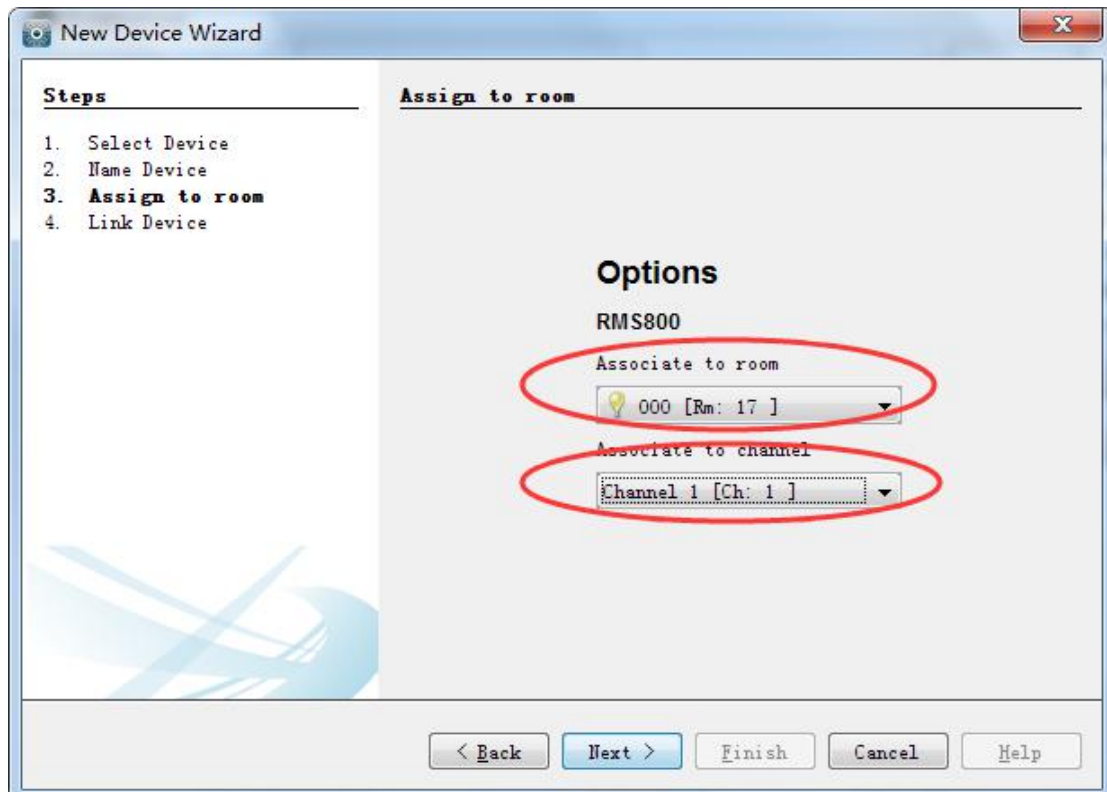 New Device Wizard
Steps
1. Select Device
2. Name Device
3. Assign to room
4. Link Device
Assign to room
Options
RMS800
Associate to room
000 [Rm: 17 ]
Associate to channel
Channel 1 [Ch: 1 ]
< Back
Next >
Finish
Cancel
Help